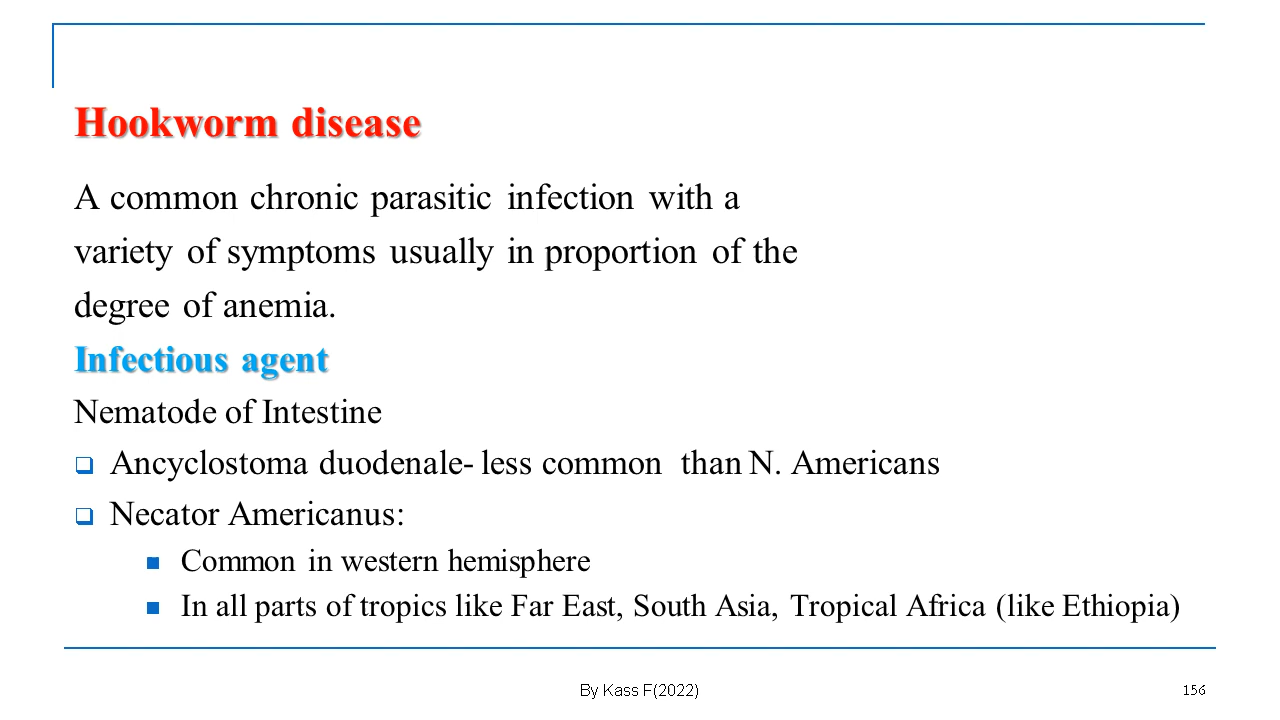 Hookworm disease
A common chronic parasitic infection with a
variety of symptoms usually in proportion of the
degree of anemia.
Infectious agent
Nematode of Intestine
Ancyclostoma duodenale- less common than N. Americans
Necator Americanus:
Common in western hemisphere
In all parts of tropics like Far East, South Asia, Tropical Africa (like Ethiopia)
By Kass F(2022)
156